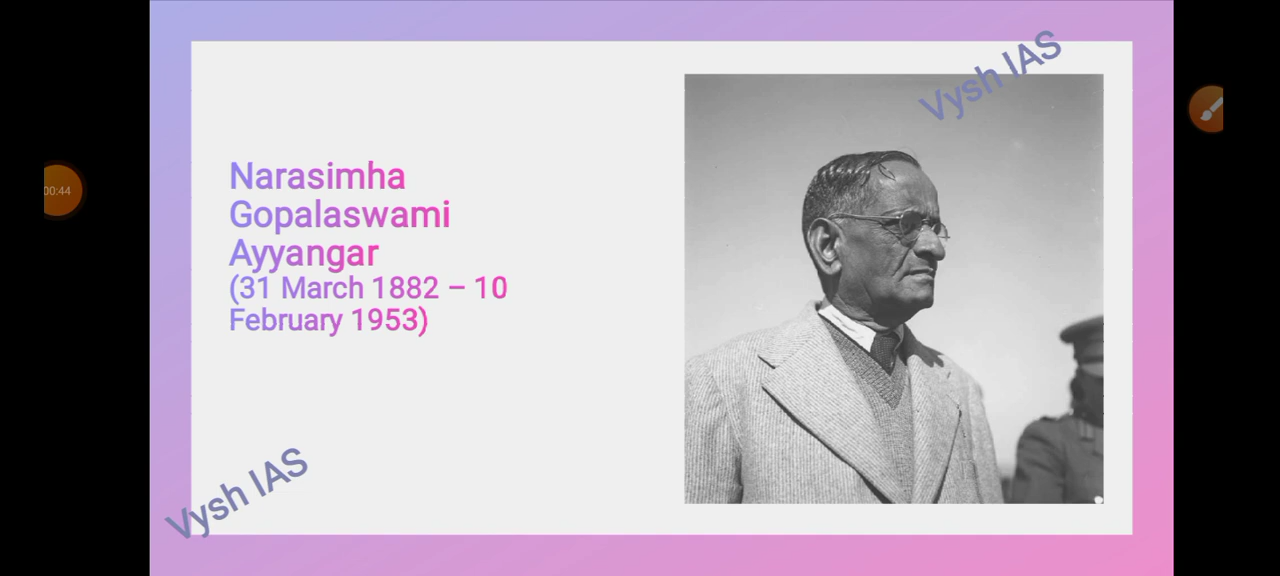 Vysh IAS
00:44
Narasimha
Gopalaswami
Ayyangar
(31 March 1882 – 10
February 1953)
Vysh IAS